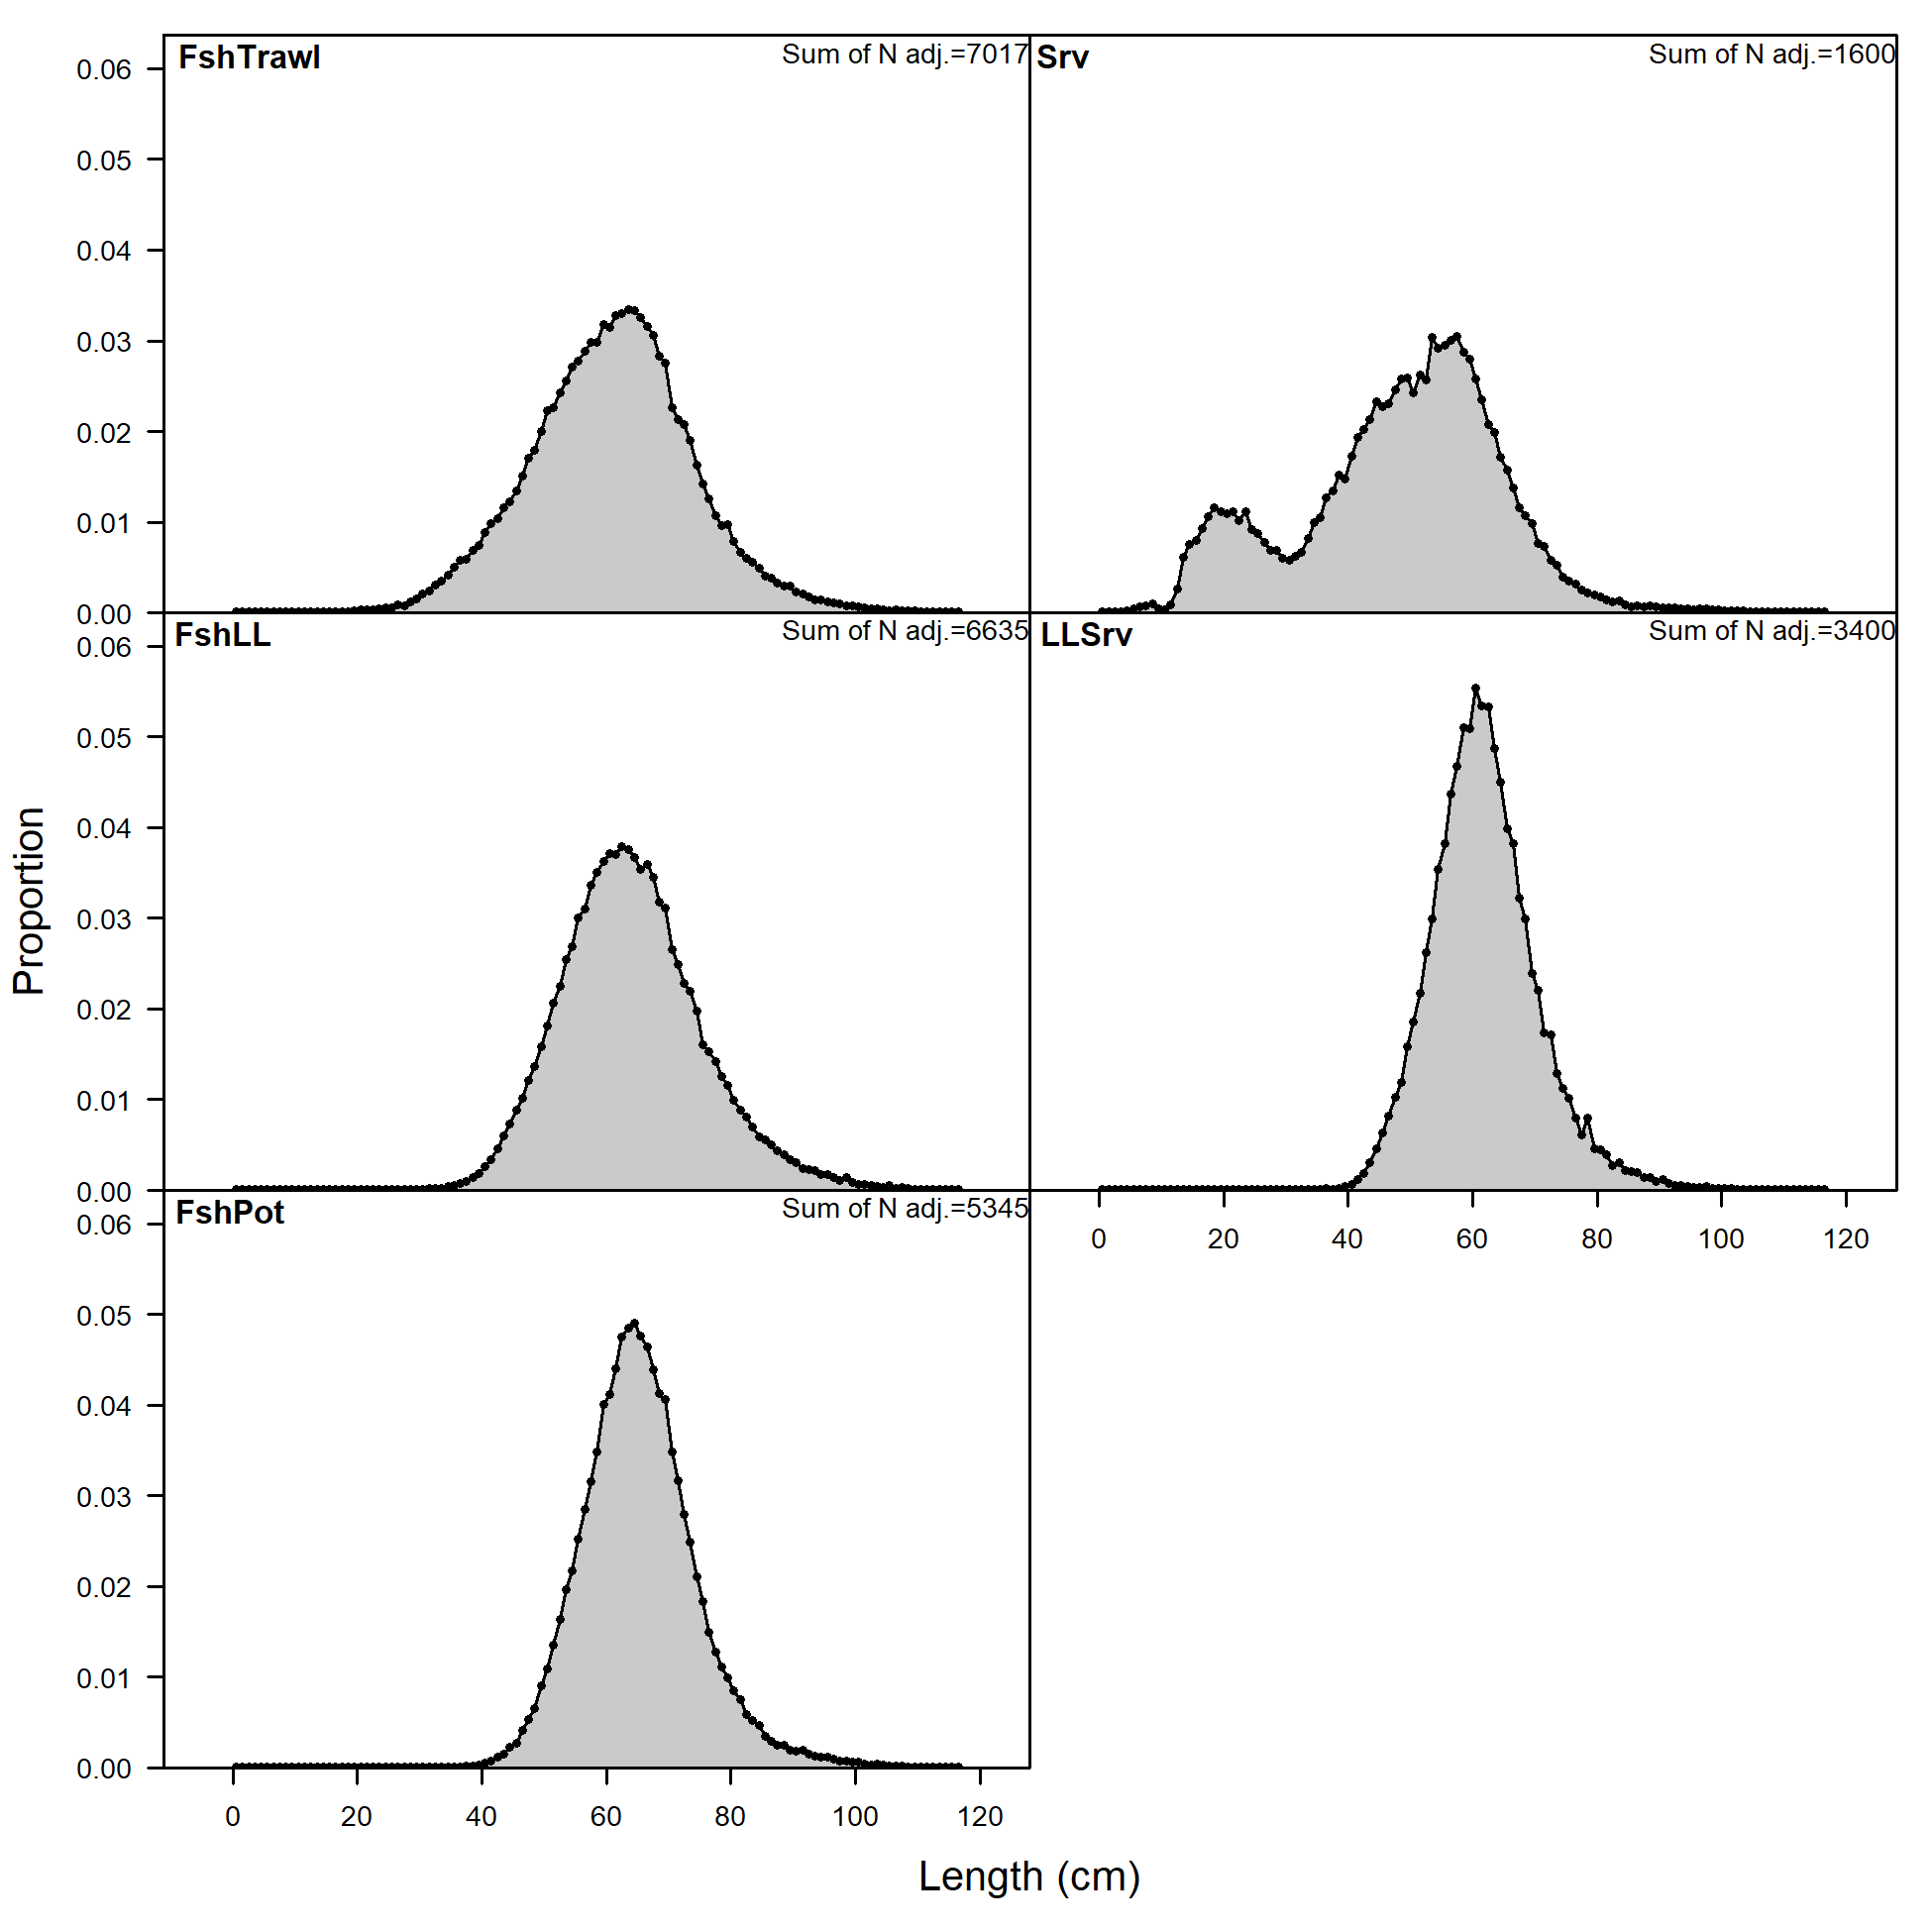 FshTrawl
Sum of N adj.=7017
Srv
Sum of N adj.=1600
0.06
0.05
0.04
0.03
0.02
0.01
0.00
FshLL
Sum of N adj.=6635
LLSrv
Sum of N adj.=3400
0.06
0.05
0.04
0.03
0.02
0.01
0.00
0 20 40 60 80 100 120
FshPot
Sum of N adj.=5345
0.06
0.05
0.04
0.03
0.02
0.01
0.00
0 20 40 60 80 100 120
Proportion
Length (cm)